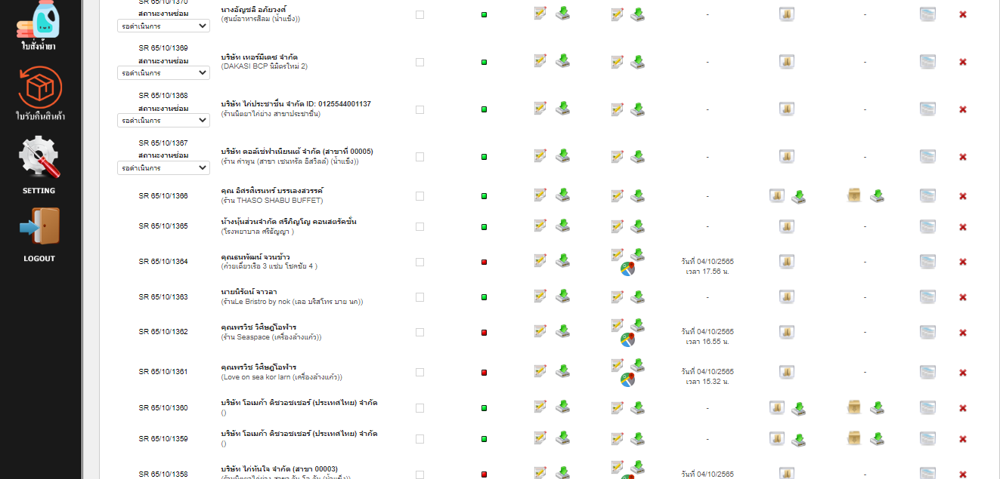 ใบสั่งน้ำยา
ใบรับคืนสินค้า
SETTING
LOGOUT
SR 65/10/1370
สถานะงานซ่อม
รอดำเนินการ
นางอัญชลี อภัยวงศ์
(ศูนย์อาหารสีลม (น้ำแข็ง))
-
-
SR 65/10/1369
สถานะงานซ่อม
รอดำเนินการ
บริษัท เทอร์มีเดซ จำกัด
(DAKASI BCP นิมิตรใหม่ 2)
-
-
SR 65/10/1368
สถานะงานซ่อม
รอดำเนินการ
บริษัท ไก่ประชาชื่น จำกัด ID: 0125544001137
(ร้านนิตยาไก่ย่าง สาขาประชาชื่น)
-
-
SR 65/10/1367
สถานะงานซ่อม
รอดำเนินการ
บริษัท ดอลเช่ฟาเนียนเต้ จำกัด (สาขาที่ 00005)
(ร้าน คำพูน (สาขา เซนทรัล อีสวิลล์) (น้ำแข็ง))
-
-
SR 65/10/1366
คุณ อิศรสิ์เรนทร์ บรรเลงสวรรค์
(ร้าน THASO SHABU BUFFET)
-
SR 65/10/1365
ห้างหุ้นส่วนจำกัด ศรีภิญโญ คอนสตรัคชั่น
(โรงพยาบาล ศรีธัญญา )
-
-
SR 65/10/1364
คุณธนพัฒน์ จวนข้าว
(ก๋วยเตี๋ยวเรือ 3 แซ่บ โชคชัย 4 )
วันที่ 04/10/2565
เวลา 17.56 น.
-
SR 65/10/1363
นายนิรัตน์ จาวลา
(ร้านLe Bristro by nok (เลอ บริสโทร บาย นก))
-
-
SR 65/10/1362
คุณพรวิช วิศิษฎ์โอฬาร
(ร้าน Seaspace (เครื่องล้างแก้ว))
วันที่ 04/10/2565
เวลา 16.55 น.
-
SR 65/10/1361
คุณพรวิช วิศิษฎ์โอฬาร
(Love on sea kor larn (เครื่องล้างแก้ว))
วันที่ 04/10/2565
เวลา 15.32 น.
-
SR 65/10/1360
บริษัท โอเมก้า ดิชวอชเชอร์ (ประเทศไทย) จำกัด
()
-
SR 65/10/1359
บริษัท โอเมก้า ดิชวอชเชอร์ (ประเทศไทย) จำกัด
()
-
SR 65/10/1358
บริษัท ไก่ทันใจ จำกัด (สาขา 00003)
(ร้านนิตยาไก่ย่าง สาขา
วันที่ 04/10/2565
-